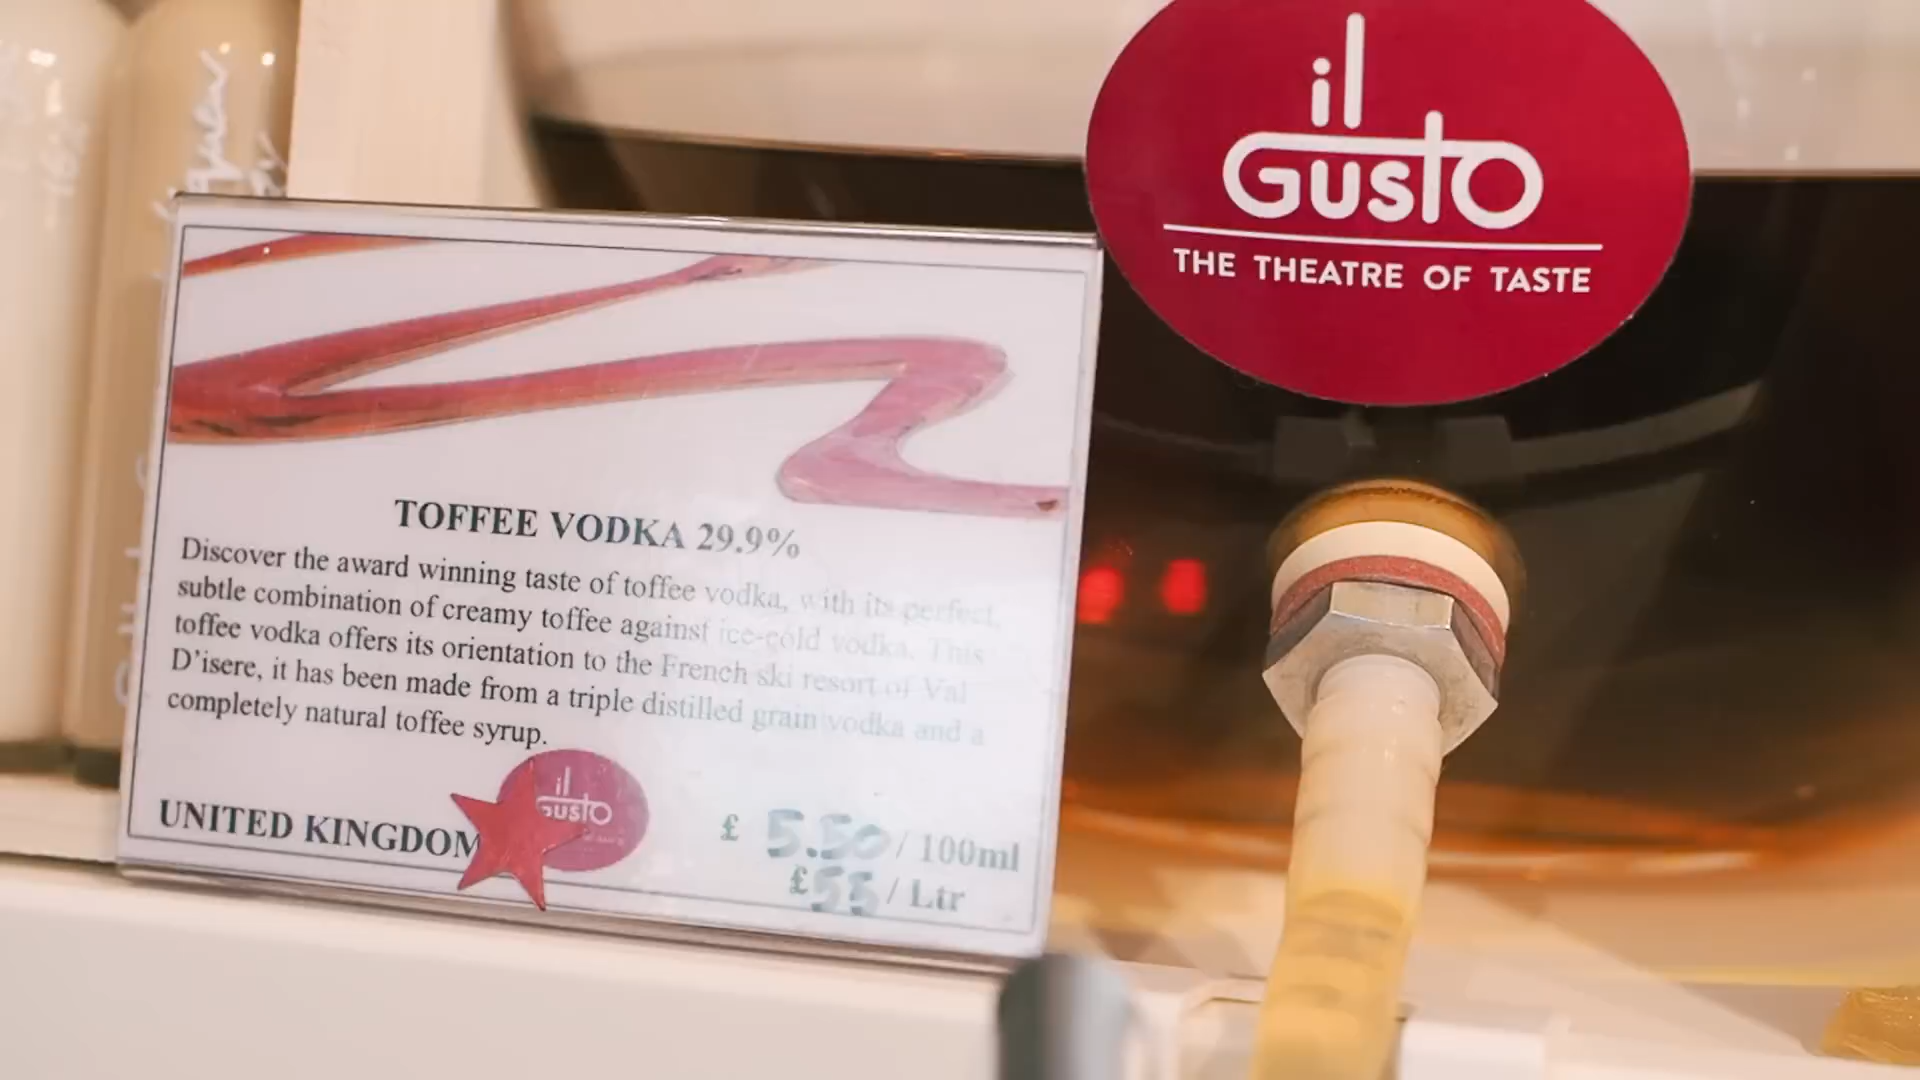 il
GUSTO
THE THEATRE OF TASTE
TOFFEE VODKA 29.9%
Discover the award winning taste of toffee vodka, with its perfect,
subtle combination of creamy toffee against ice-cold vodka. This
toffee vodka offers its orientation to the French ski resort of Val
D'isere, it has been made from a triple distilled grain vodka and a
completely natural toffee syrup.
il
GUSTO
UNITED KINGDOM
£ 5.50 / 100ml
£55 / Ltr